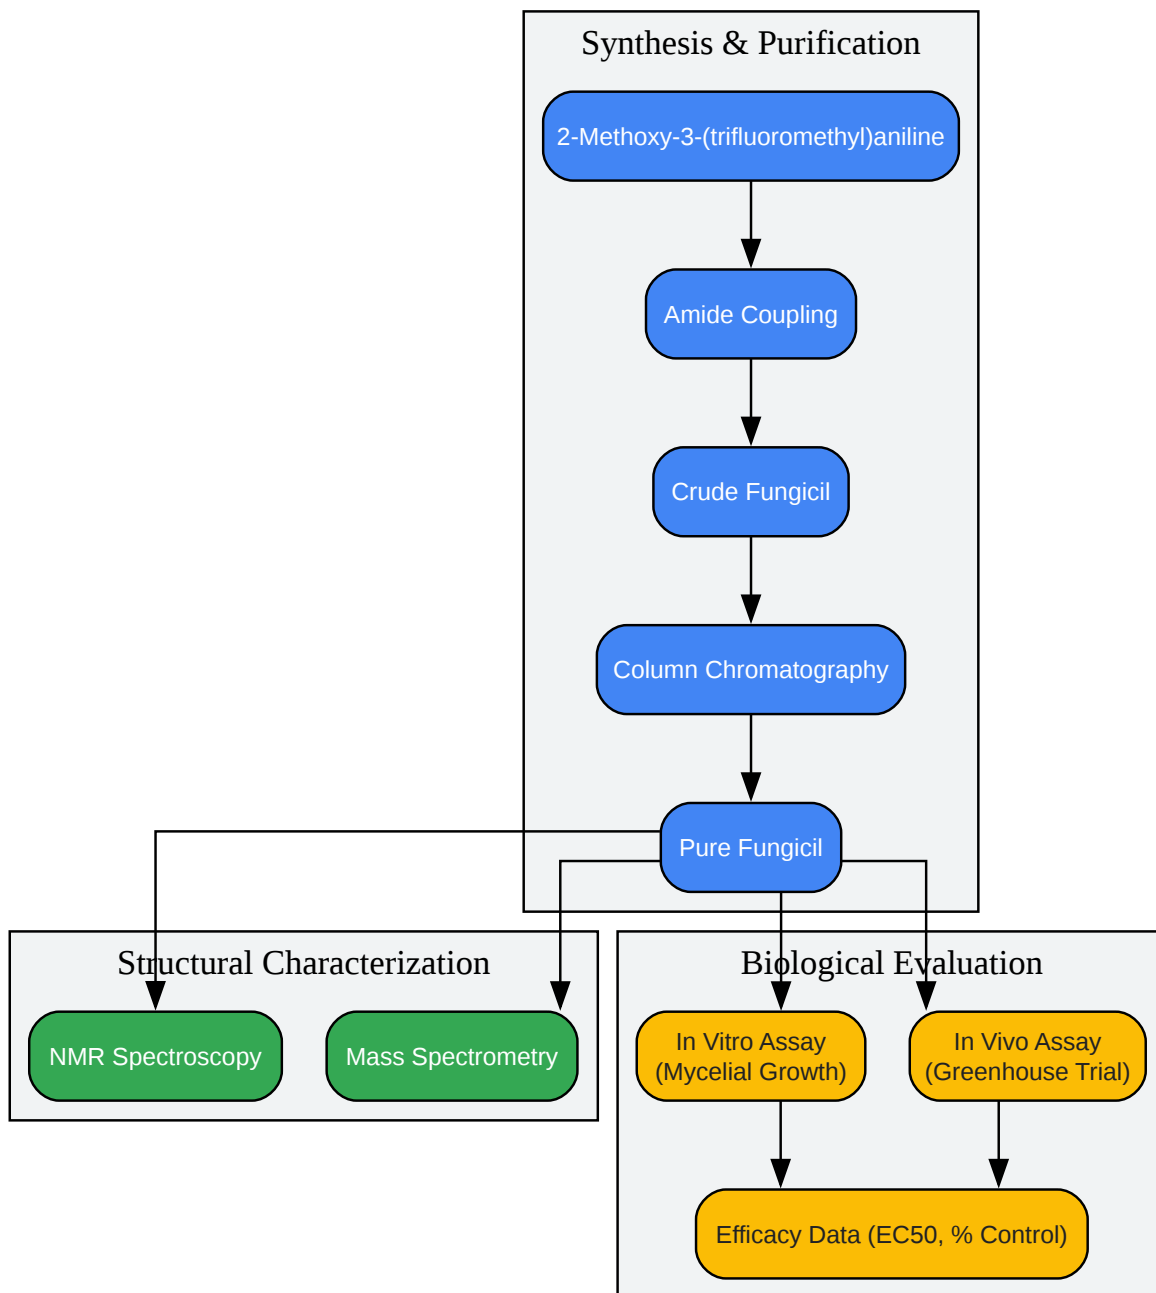 Synthesis & Purification
2-Methoxy-3-(trifluoromethyl)aniline
Amide Coupling
Crude Fungicil
Column Chromatography
Pure Fungicil
Structural Characterization
NMR Spectroscopy
Mass Spectrometry
Biological Evaluation
In Vitro Assay
(Mycelial Growth)
In Vivo Assay
(Greenhouse Trial)
Efficacy Data (EC50, % Control)